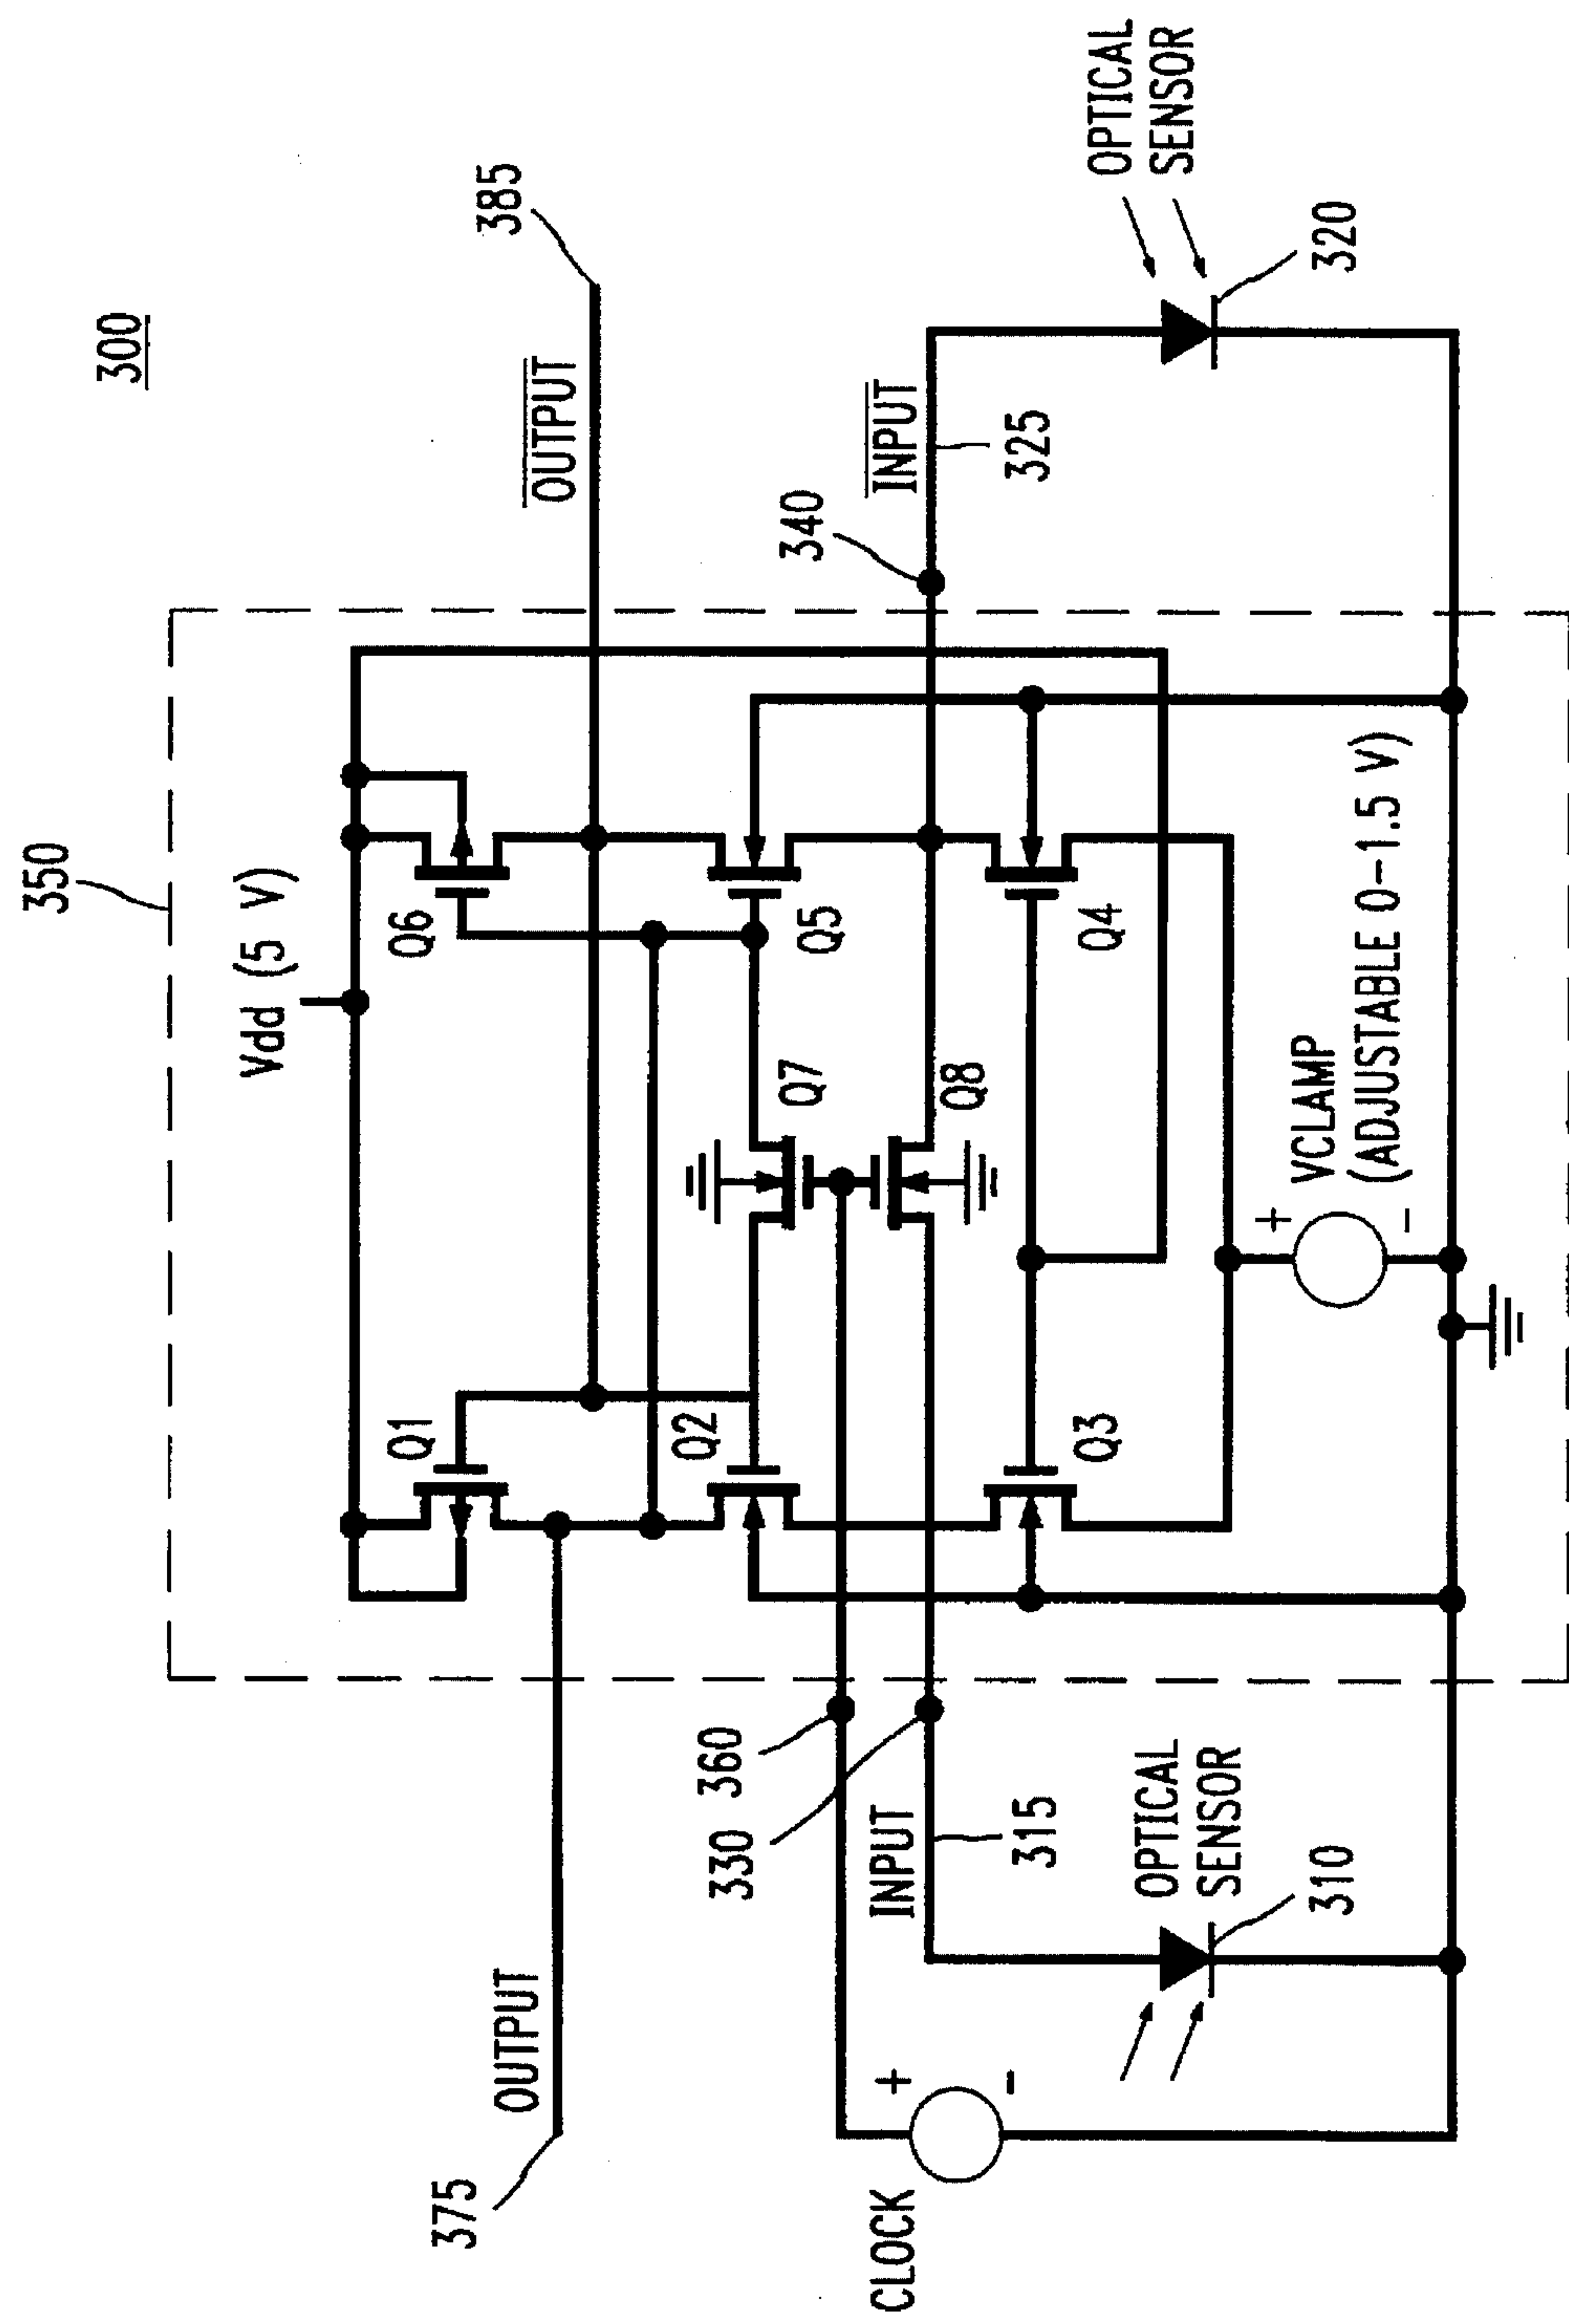 300
350
Vdd (5 V)
385
OUTPUT
OPTICAL
SENSOR
320
INPUT
325
340
Q6
Q5
Q4
Q7
Q8
Q1
Q2
Q3
VCLAMP
(ADJUSTABLE 0-1.5 V)
+
-
OUTPUT
375
360
330
INPUT
315
OPTICAL
SENSOR
310
CLOCK
+
-